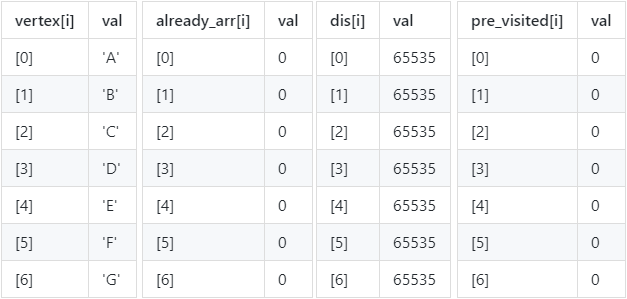 vertex[i] val already_arr[i] val dis[i] val pre_visited[i] val
[0] 'A' [0] 0 [0] 65535 [0] 0
[1] 'B' [1] 0 [1] 65535 [1] 0
[2] 'C' [2] 0 [2] 65535 [2] 0
[3] 'D' [3] 0 [3] 65535 [3] 0
[4] 'E' [4] 0 [4] 65535 [4] 0
[5] 'F' [5] 0 [5] 65535 [5] 0
[6] 'G' [6] 0 [6] 65535 [6] 0